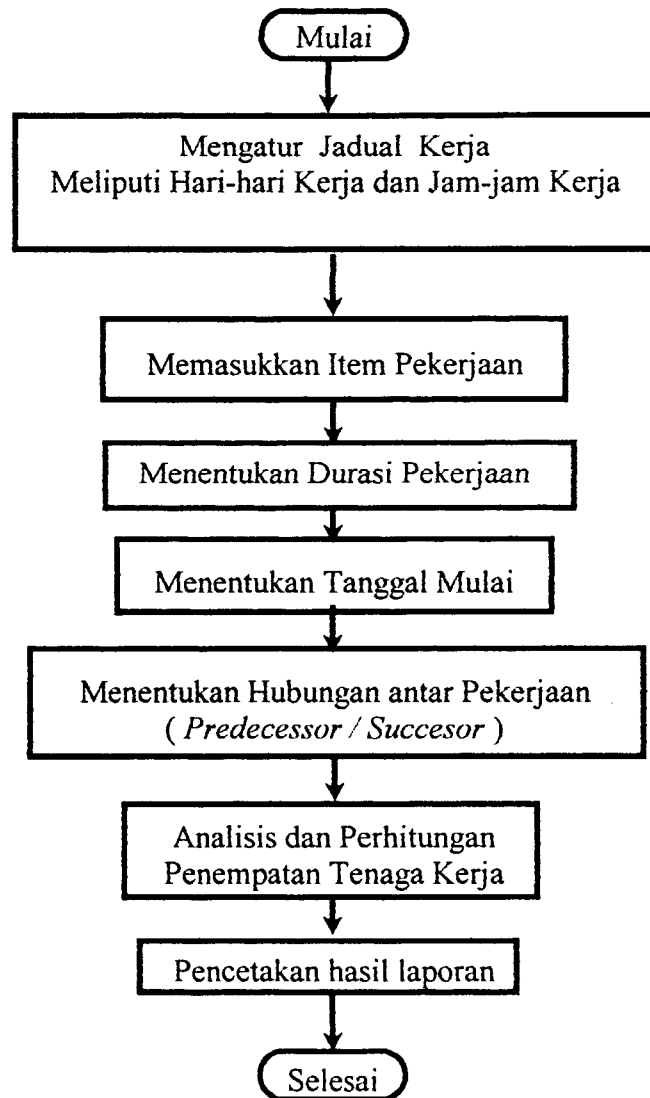 Mulai
Mengatur Jadual Kerja
Meliputi Hari-hari Kerja dan Jam-jam Kerja
Memasukkan Item Pekerjaan
Menentukan Durasi Pekerjaan
Menentukan Tanggal Mulai
Menentukan Hubungan antar Pekerjaan
( Predecessor / Succesor )
Analisis dan Perhitungan
Penempatan Tenaga Kerja
Pencetakan hasil laporan
Selesai